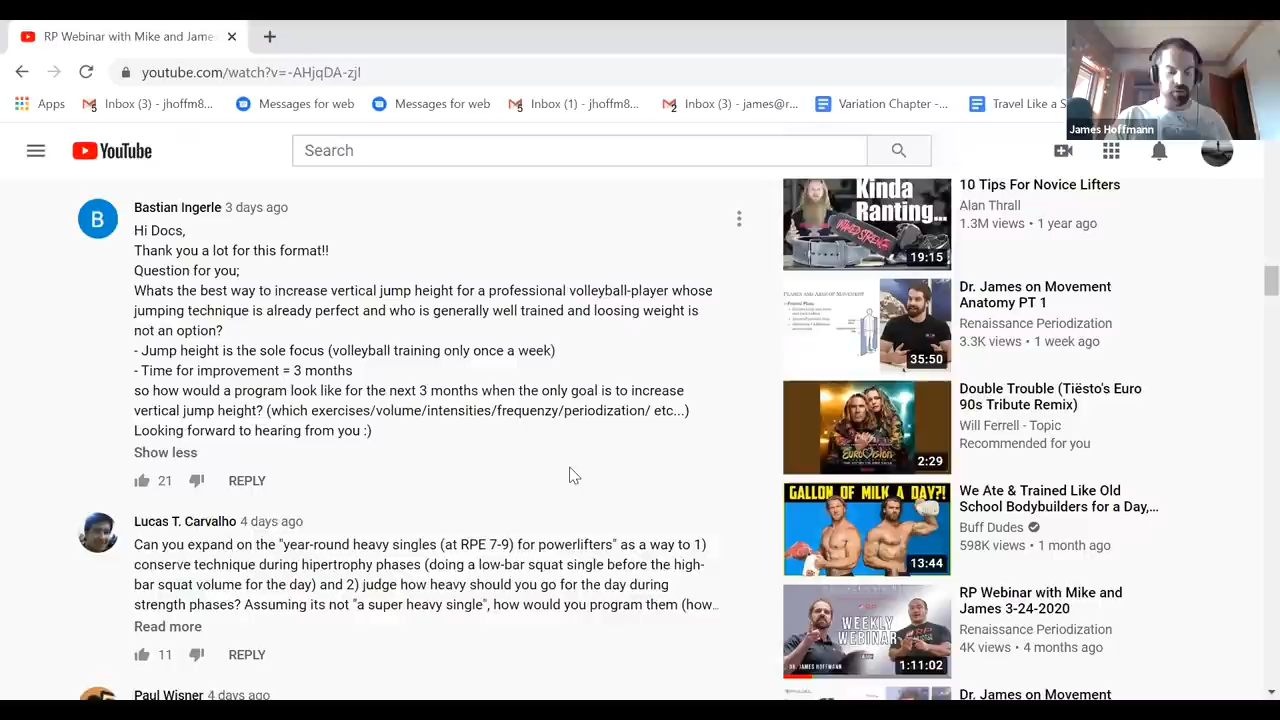 RP Webinar with Mike and Jame
youtube.com/watch?v=-AHjqDA-zjI
Apps
Inbox (3) - jhoffm8...
Messages for web
Messages for web
Inbox (1) - jhoffm8...
Inbox (3) - james@r...
Variation Chapter -...
Travel Like a S
James Hoffmann
YouTube
Search
B
Bastian Ingerle 3 days ago
Hi Docs,
Thank you a lot for this format!!
Question for you;
Whats the best way to increase vertical jump height for a professional volleyball-player whose
jumping technique is already perfect and who is generally well trained and loosing weight is
not an option?
- Jump height is the sole focus (volleyball training only once a week)
- Time for improvement = 3 months
so how would a program look like for the next 3 months when the only goal is to increase
vertical jump height? (which exercises/volume/intensities/frequenzy/periodization/ etc...)
Looking forward to hearing from you :)
Show less
21
REPLY
Lucas T. Carvalho 4 days ago
Can you expand on the "year-round heavy singles (at RPE 7-9) for powerlifters" as a way to 1)
conserve technique during hipertrophy phases (doing a low-bar squat single before the high-
bar squat volume for the day) and 2) judge how heavy should you go for the day during
strength phases? Assuming its not "a super heavy single", how would you program them (how...
Read more
11
REPLY
Paul Wisner 4 days ago
Kinda
Ranting...
19:15
10 Tips For Novice Lifters
Alan Thrall
1.3M views • 1 year ago
35:50
Dr. James on Movement
Anatomy PT 1
Renaissance Periodization
3.3K views • 1 week ago
EUROVISION
2:29
Double Trouble (Tiësto's Euro
90s Tribute Remix)
Will Ferrell - Topic
Recommended for you
GALLON OF MILK A DAY?!
13:44
We Ate & Trained Like Old
School Bodybuilders for a Day,...
Buff Dudes
598K views • 1 month ago
WEEKLY
WEBINAR
DR. JAMES HOFFMANN
1:11:02
RP Webinar with Mike and
James 3-24-2020
Renaissance Periodization
4K views • 4 months ago
Dr. James on Movement